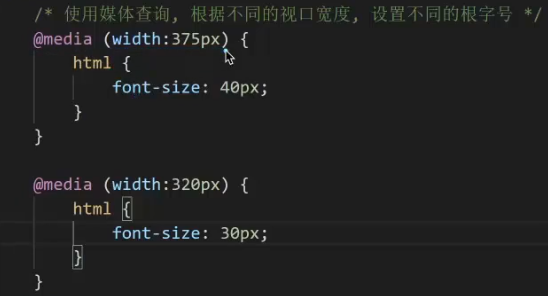 /* 使用媒体查询, 根据不同的视口宽度, 设置不同的根字号 */
@media (width:375px) {
html {
font-size: 40px;
}
}
@media (width:320px) {
html {
font-size: 30px;
}
}